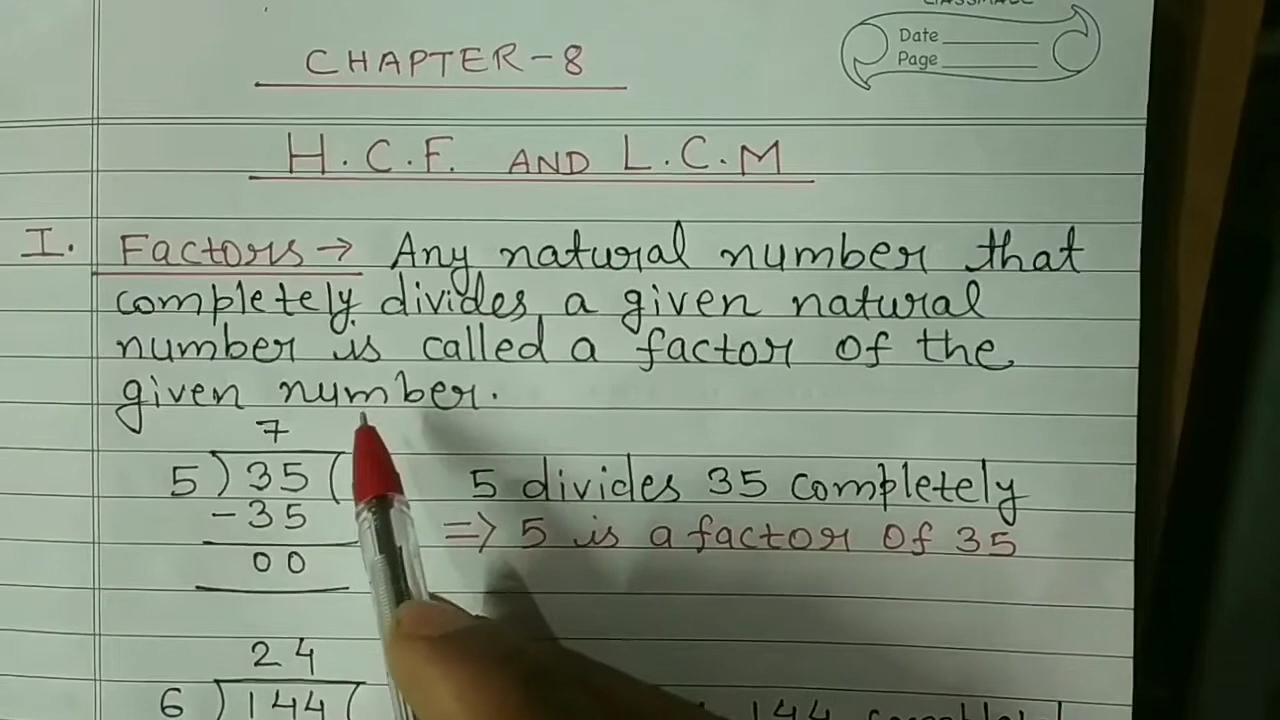 CLASSMATE
Date
Page
CHAPTER-8
H.C.F. AND L.C.M
I. Factors → Any natural number that
completely divides a given natural
number is called a factor of the
given number.
7
5 ) 35 (     5 divides 35 completely
-35     => 5 is a factor of 35
00
24
6 ) 144 (     144